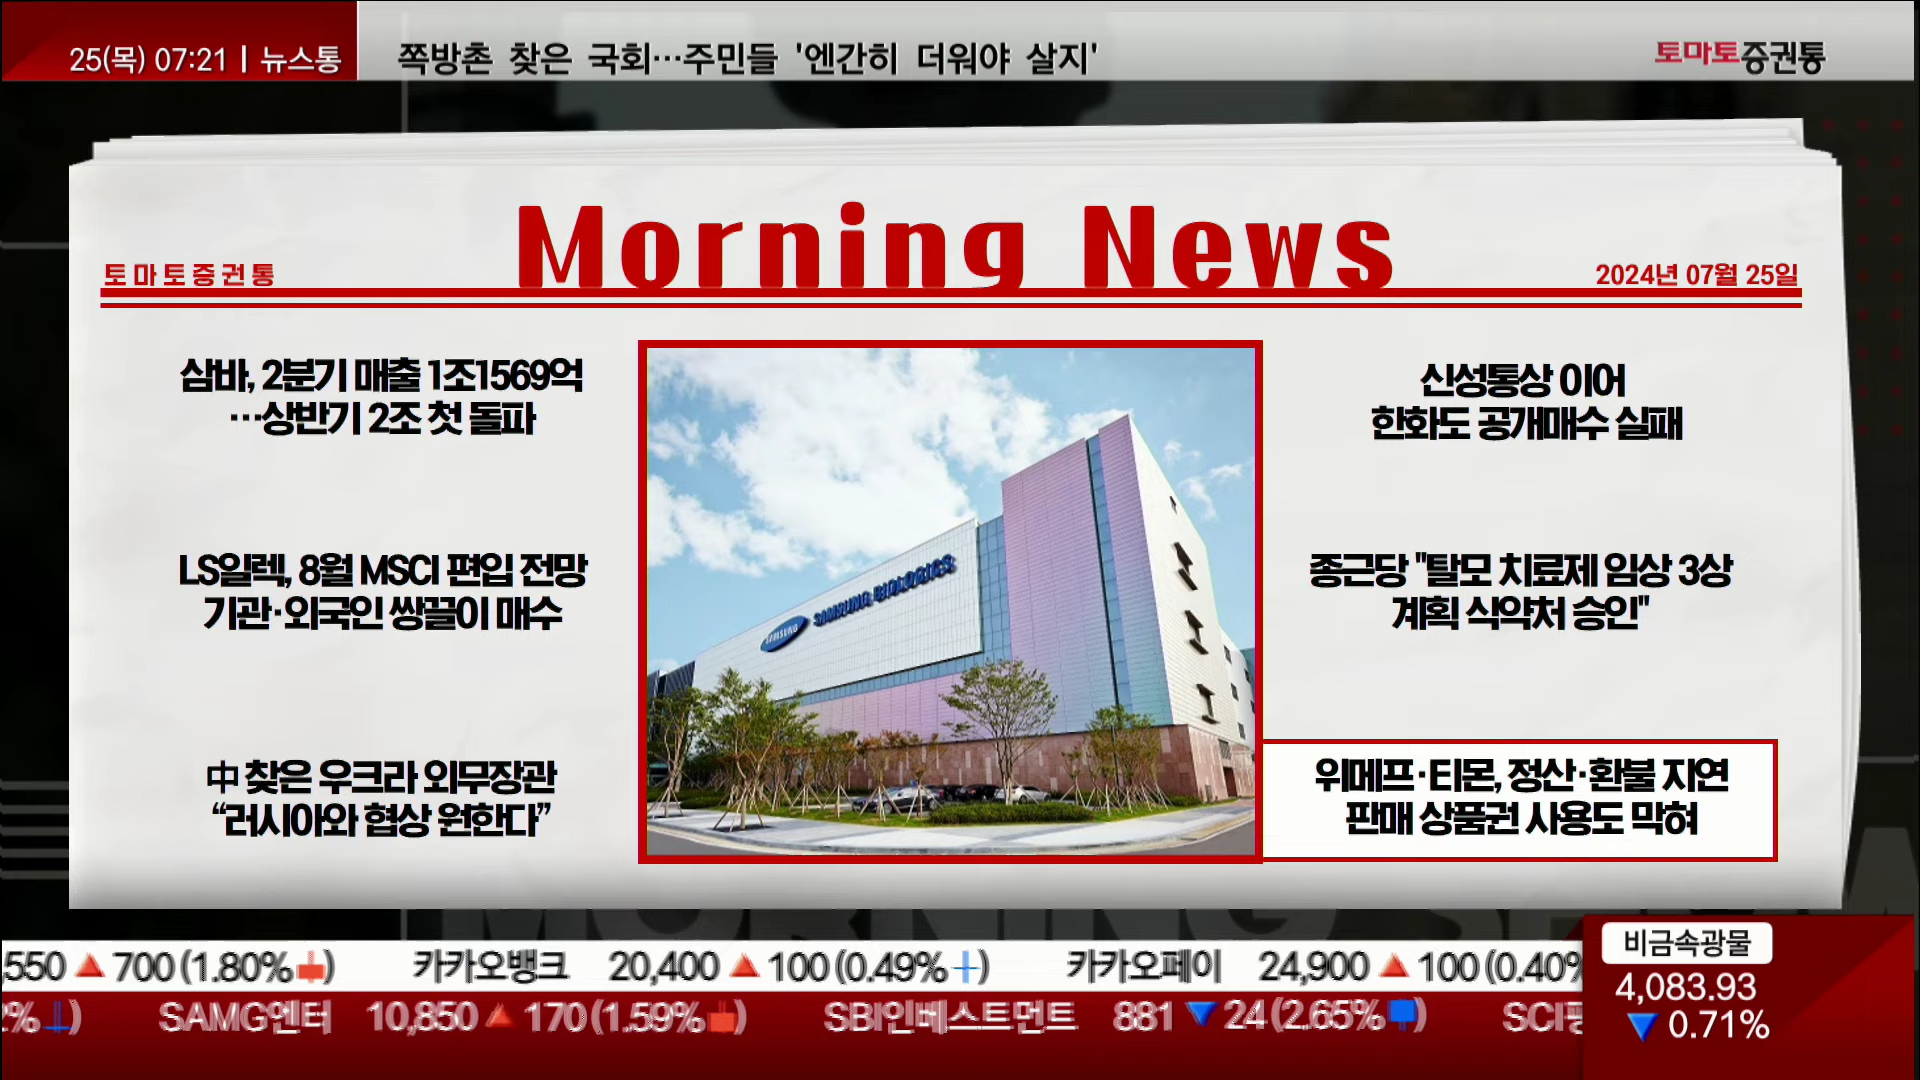 25(목) 07:21 | 뉴스통
쪽방촌 찾은 국회…주민들 '엔간히 더워야 살지'
토마토증권통
Morning News
토마토증권통
2024년 07월 25일
삼바, 2분기 매출 1조1569억
…상반기 2조 첫 돌파
LS일렉, 8월 MSCI 편입 전망
기관·외국인 쌍끌이 매수
中 찾은 우크라 외무장관
“러시아와 협상 원한다”
SAMSUNG
SAMSUNG BIOLOGICS
신성통상 이어
한화도 공개매수 실패
종근당 "탈모 치료제 임상 3상
계획 식약처 승인"
위메프·티몬, 정산·환불 지연
판매 상품권 사용도 막혀
,550 ▲ 700 (1.80%) 카카오뱅크 20,400 ▲ 100 (0.49%) 카카오페이 24,900 ▲ 100 (0.40%
%) SAMG엔터 10,850 ▲ 170 (1.59%) SBI인베스트먼트 881 ▼ 24 (2.65%) SCI
비금속광물
4,083.93
▼ 0.71%